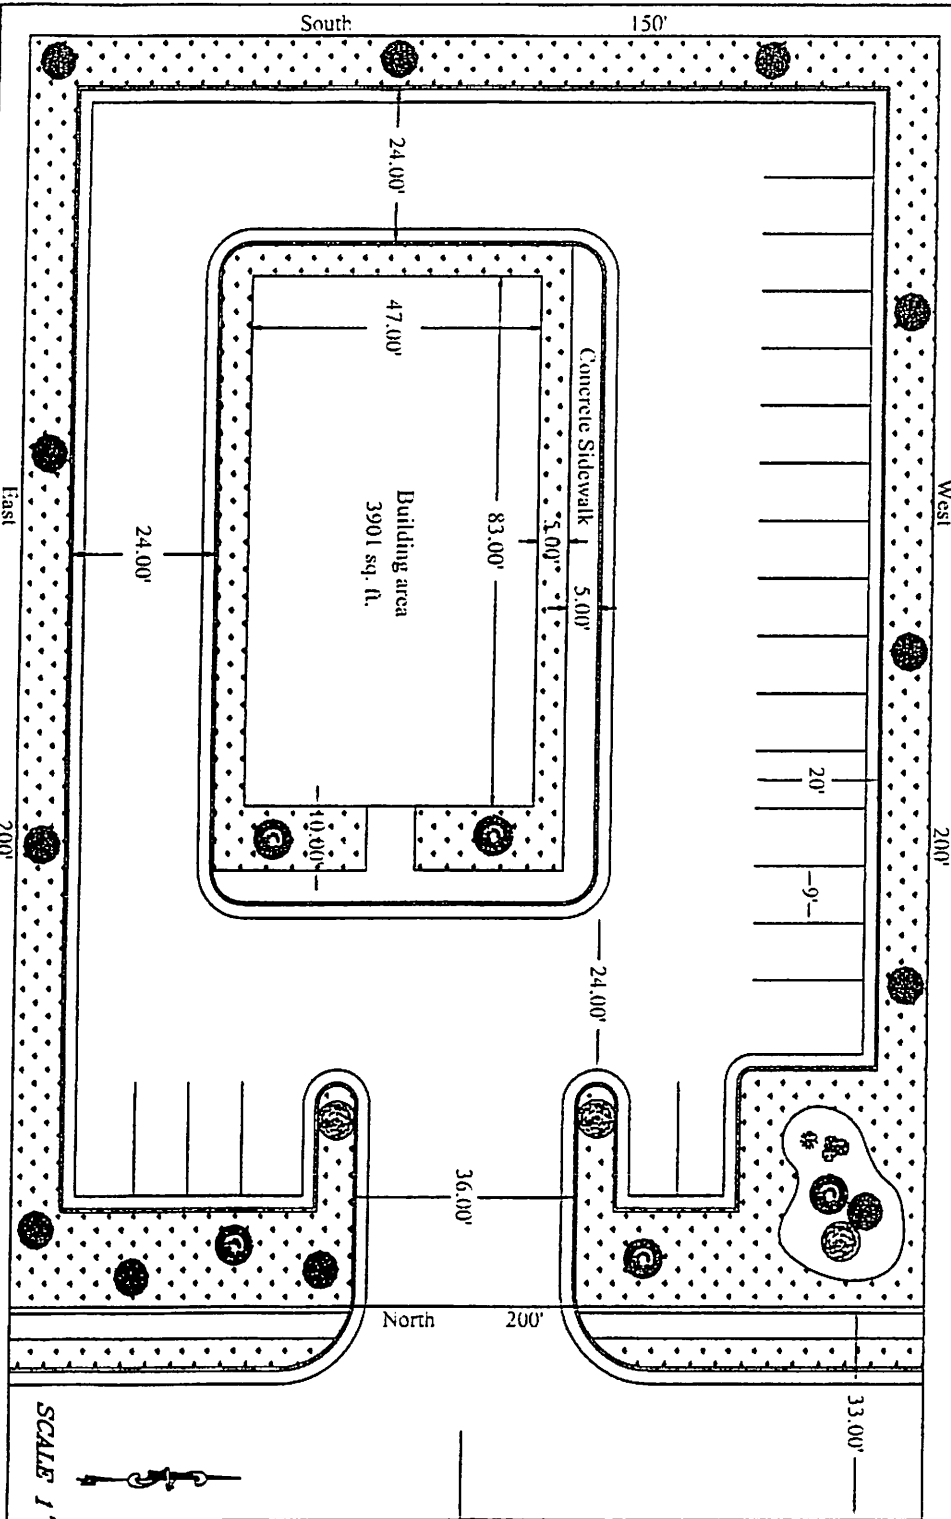 South 150'
24.00'
47.00'
Concrete Sidewalk
5.00'
5.00'
83.00'
Building area
3901 sq. ft.
24.00'
10.00'
20'
9'
24.00'
36.00'
West 200'
East 200'
North 200'
33.00'
SCALE 1"